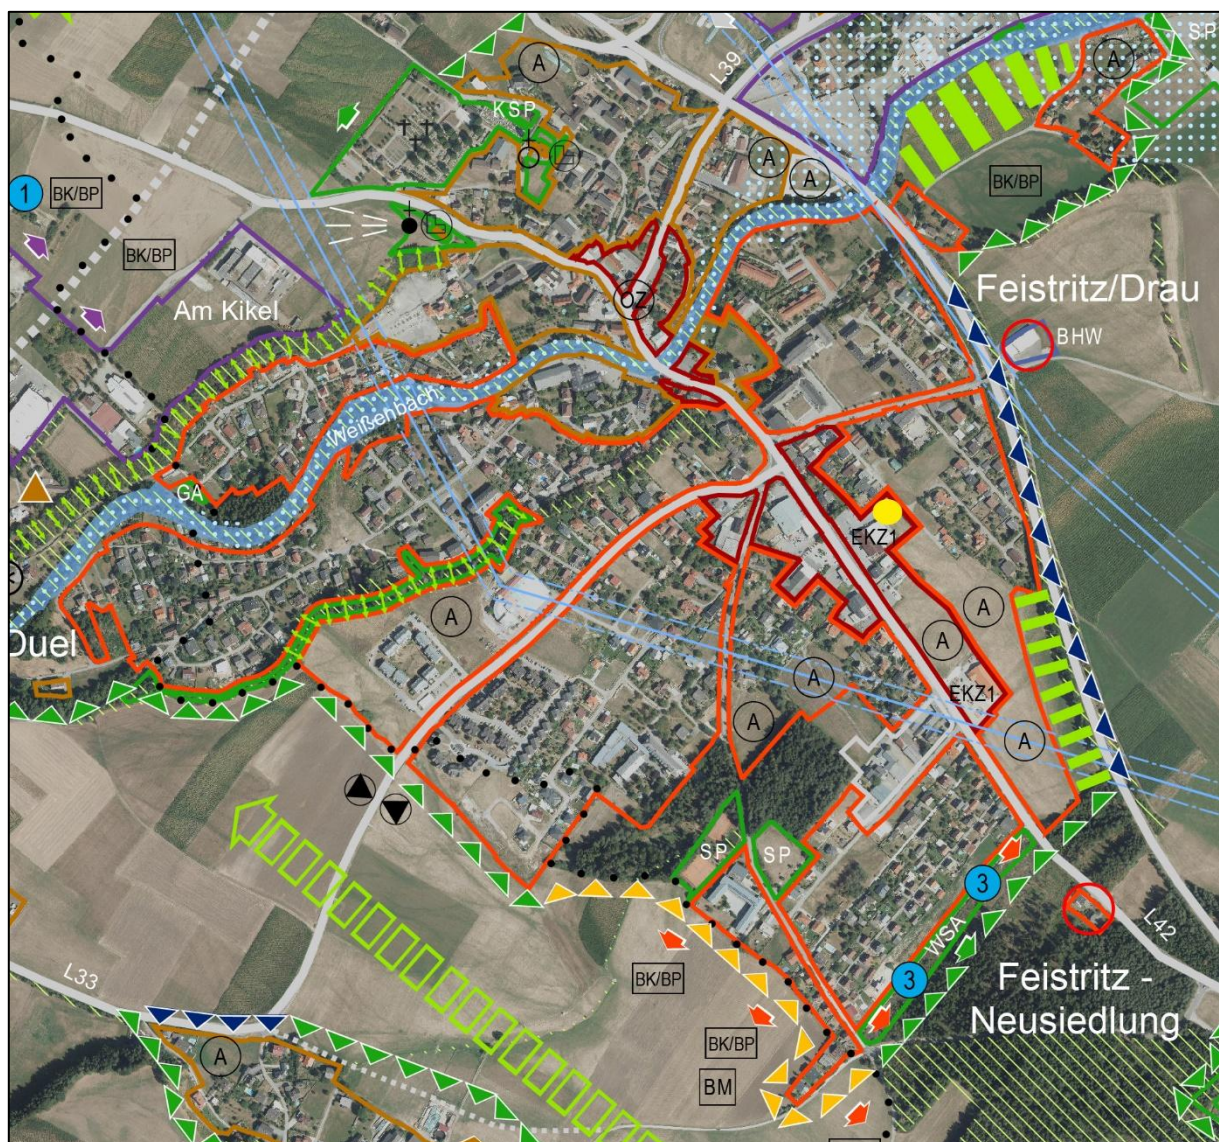 SP
A
L39
A
KSP
A
A
1
BK/BP
BK/BP
BK/BP
Feistritz/Drau
Am Kikel
ÖZ
BHW
Weißenbach
GA
EKZ1
A
A
A
Duel
A
EKZ1
A
A
SP
SP
3
WSA
L42
3
L33
BK/BP
Feistritz -
Neusiedlung
BK/BP
A
BM